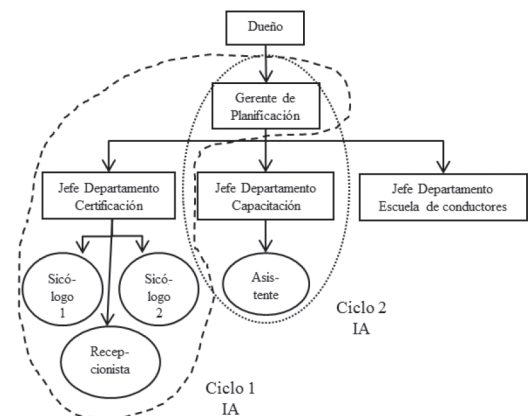 Dueño
Gerente de
Planificación
Jefe Departamento
Certificación
Jefe Departamento
Capacitación
Jefe Departamento
Escuela de conductores
Sicó-
logo
1
Sicó-
logo
2
Asis-
tente
Recep-
cionista
Ciclo 2
IA
Ciclo 1
IA